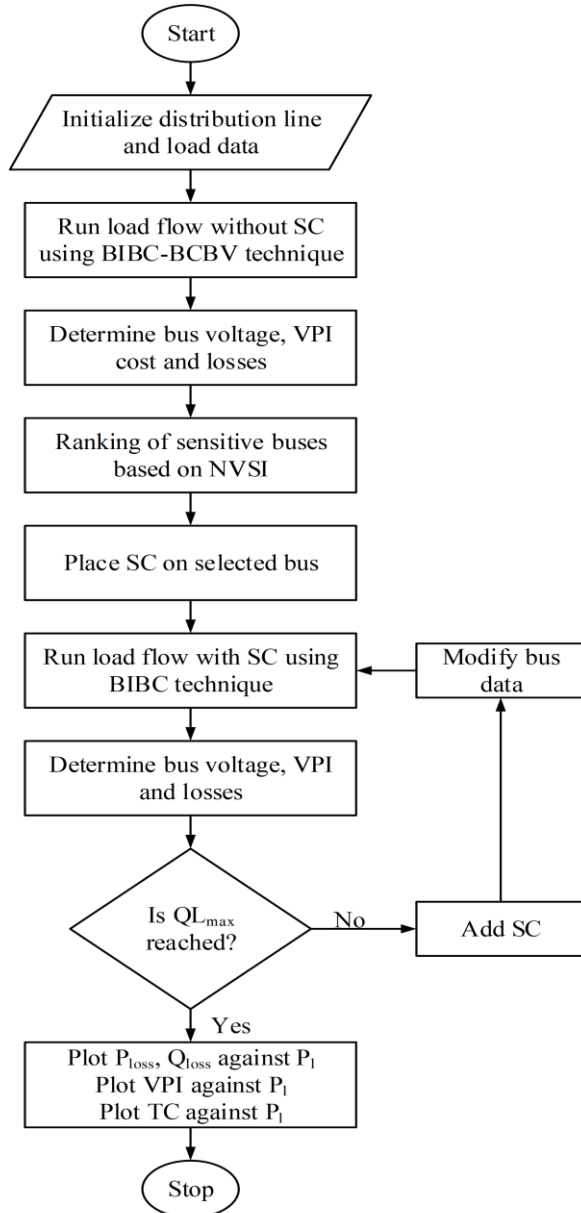 Start
Initialize distribution line
and load data
Run load flow without SC
using BIBC-BCBV technique
Determine bus voltage, VPI
cost and losses
Ranking of sensitive buses
based on NVSI
Place SC on selected bus
Run load flow with SC using
BIBC technique
Modify bus
data
Determine bus voltage, VPI
and losses
Is QLmax
reached?
No
Add SC
Yes
Plot Ploss, Qloss against Pl
Plot VPI against Pl
Plot TC against Pl
Stop